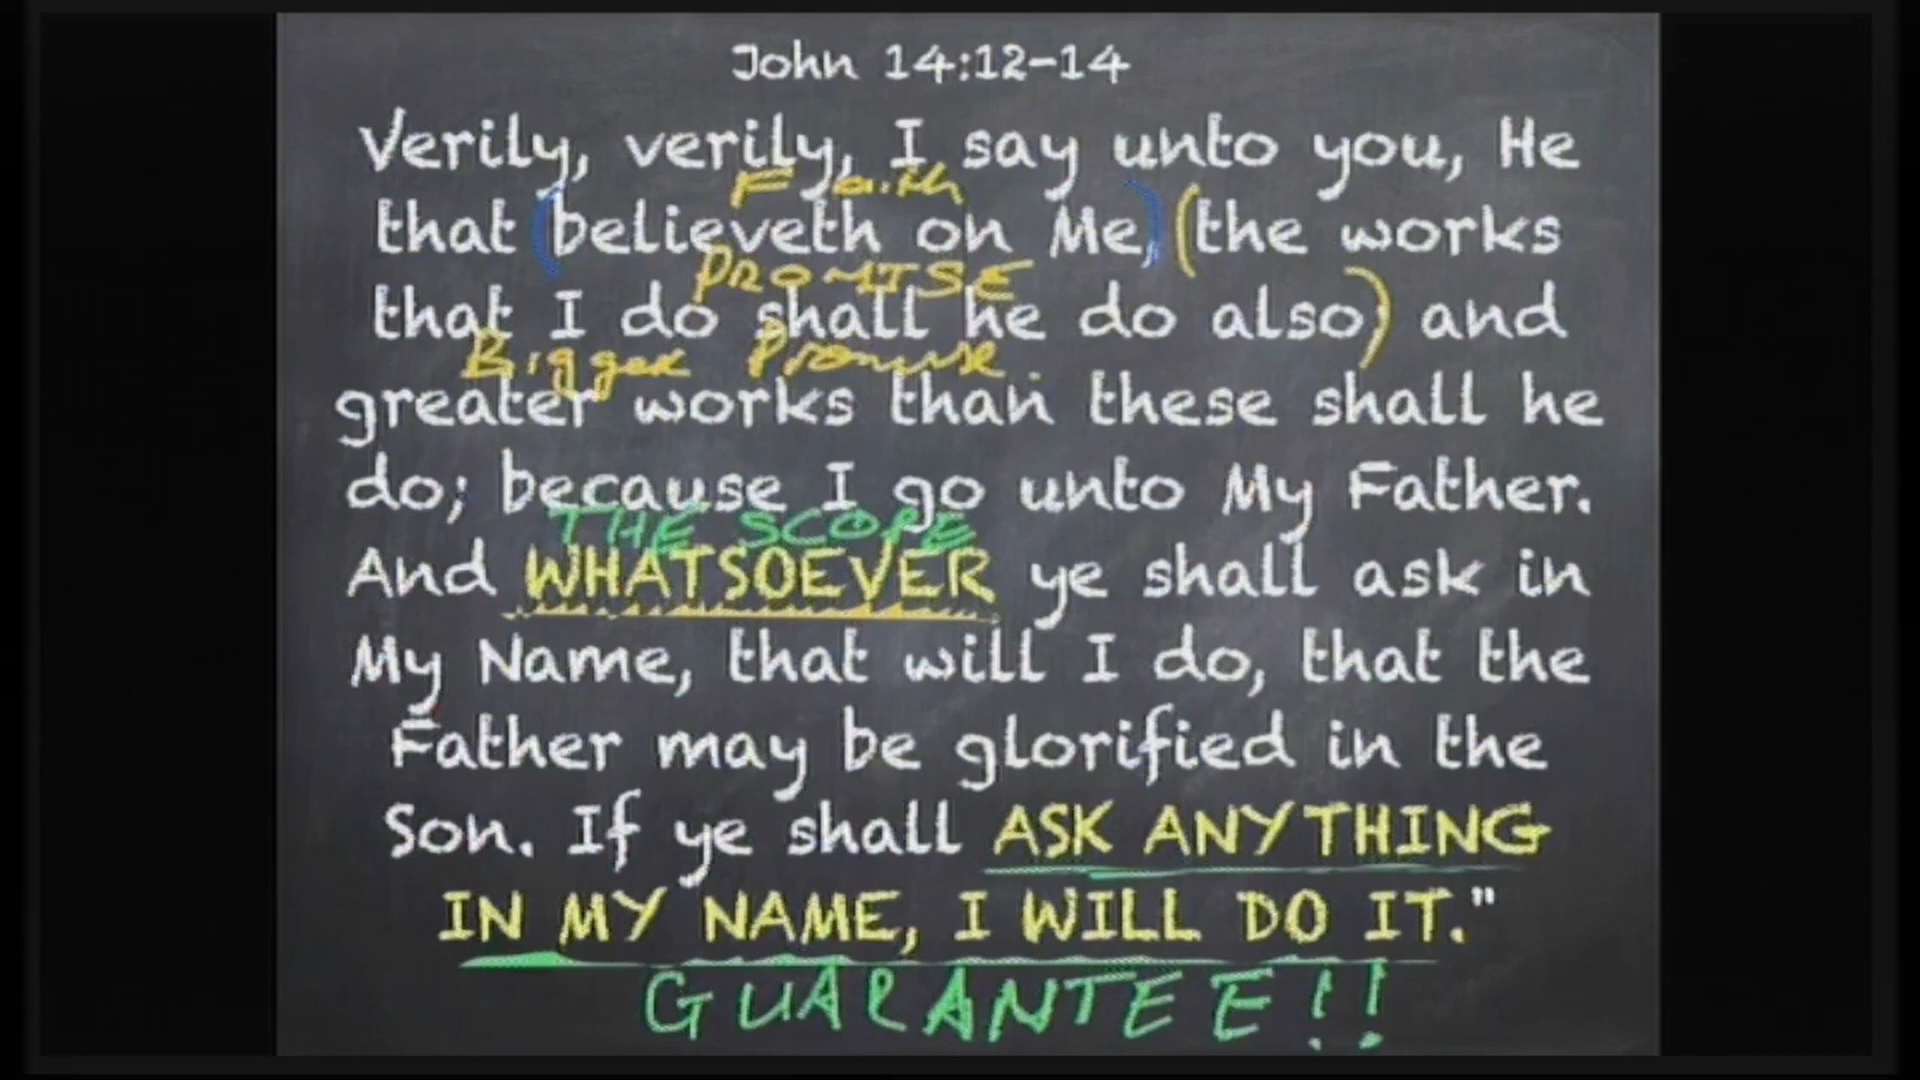 John 14:12-14
Verily, verily, I say unto you, He
Faith
that (believeth on Me,) (the works
PROMISE
that I do shall he do also) and
Bigger Promise
greater works than these shall he
do; because I go unto My Father.
THE SCOPE
And WHATSOEVER ye shall ask in
My Name, that will I do, that the
Father may be glorified in the
Son. If ye shall ASK ANYTHING
IN MY NAME, I WILL DO IT."
GUARANTEE!!